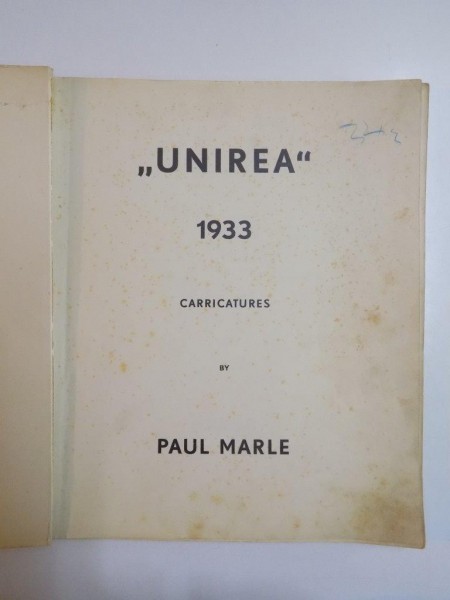 „UNIREA“
1933
CARRICATURES
BY
PAUL MARLE